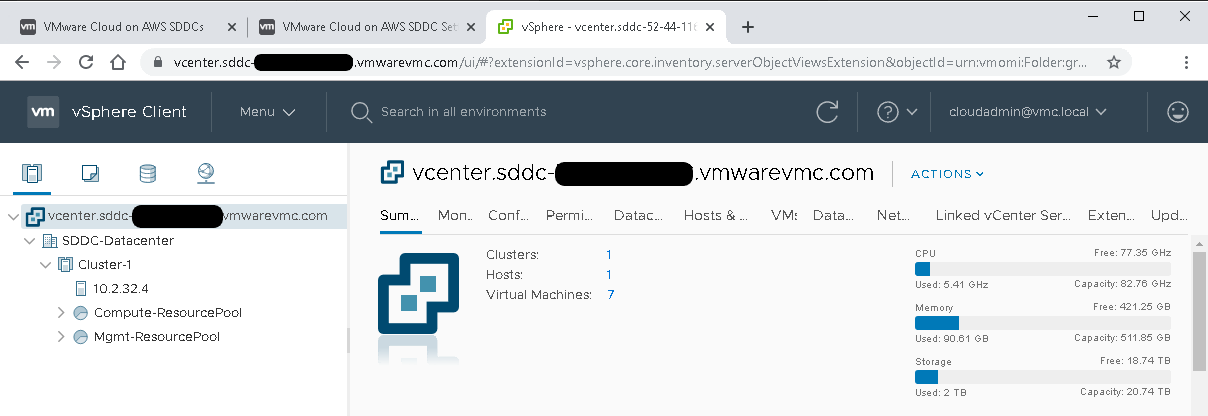 vm VMware Cloud on AWS SDDCs
vm VMware Cloud on AWS SDDC Set
vSphere - vcenter.sddc-52-44-116
vcenter.sddc- .vmwarevmc.com/ui/#?extensionId=vsphere.core.inventory.serverObjectViewsExtension&objectId=urn:vmomi:Folder:gr...
vm vSphere Client Menu Search in all environments cloudadmin@vmc.local
vcenter.sddc- .vmwarevmc.com ACTIONS
vcenter.sddc- vmwarevmc.com
SDDC-Datacenter
Cluster-1
10.2.32.4
Compute-ResourcePool
Mgmt-ResourcePool
Sum... Mon... Conf... Permi... Datac... Hosts & ... VMs Data... Net... Linked vCenter Ser... Exten... Upd...
Clusters: 1
Hosts: 1
Virtual Machines: 7
CPU Free: 77.35 GHz
Used: 5.41 GHz Capacity: 82.76 GHz
Memory Free: 421.25 GB
Used: 90.61 GB Capacity: 511.85 GB
Storage Free: 18.74 TB
Used: 2 TB Capacity: 20.74 TB